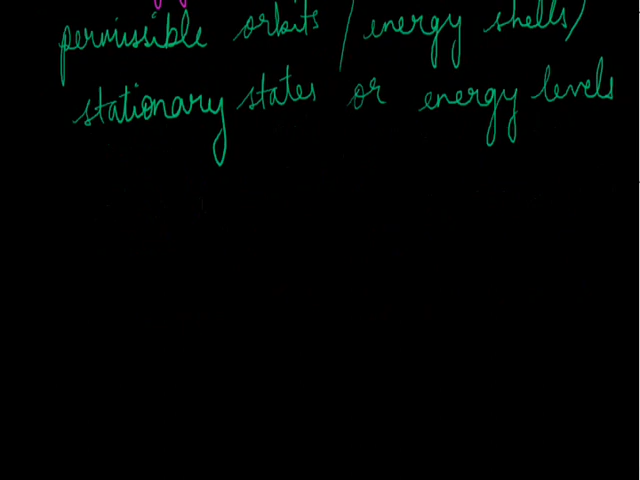 permissible orbits / energy shells/
stationary states or energy levels